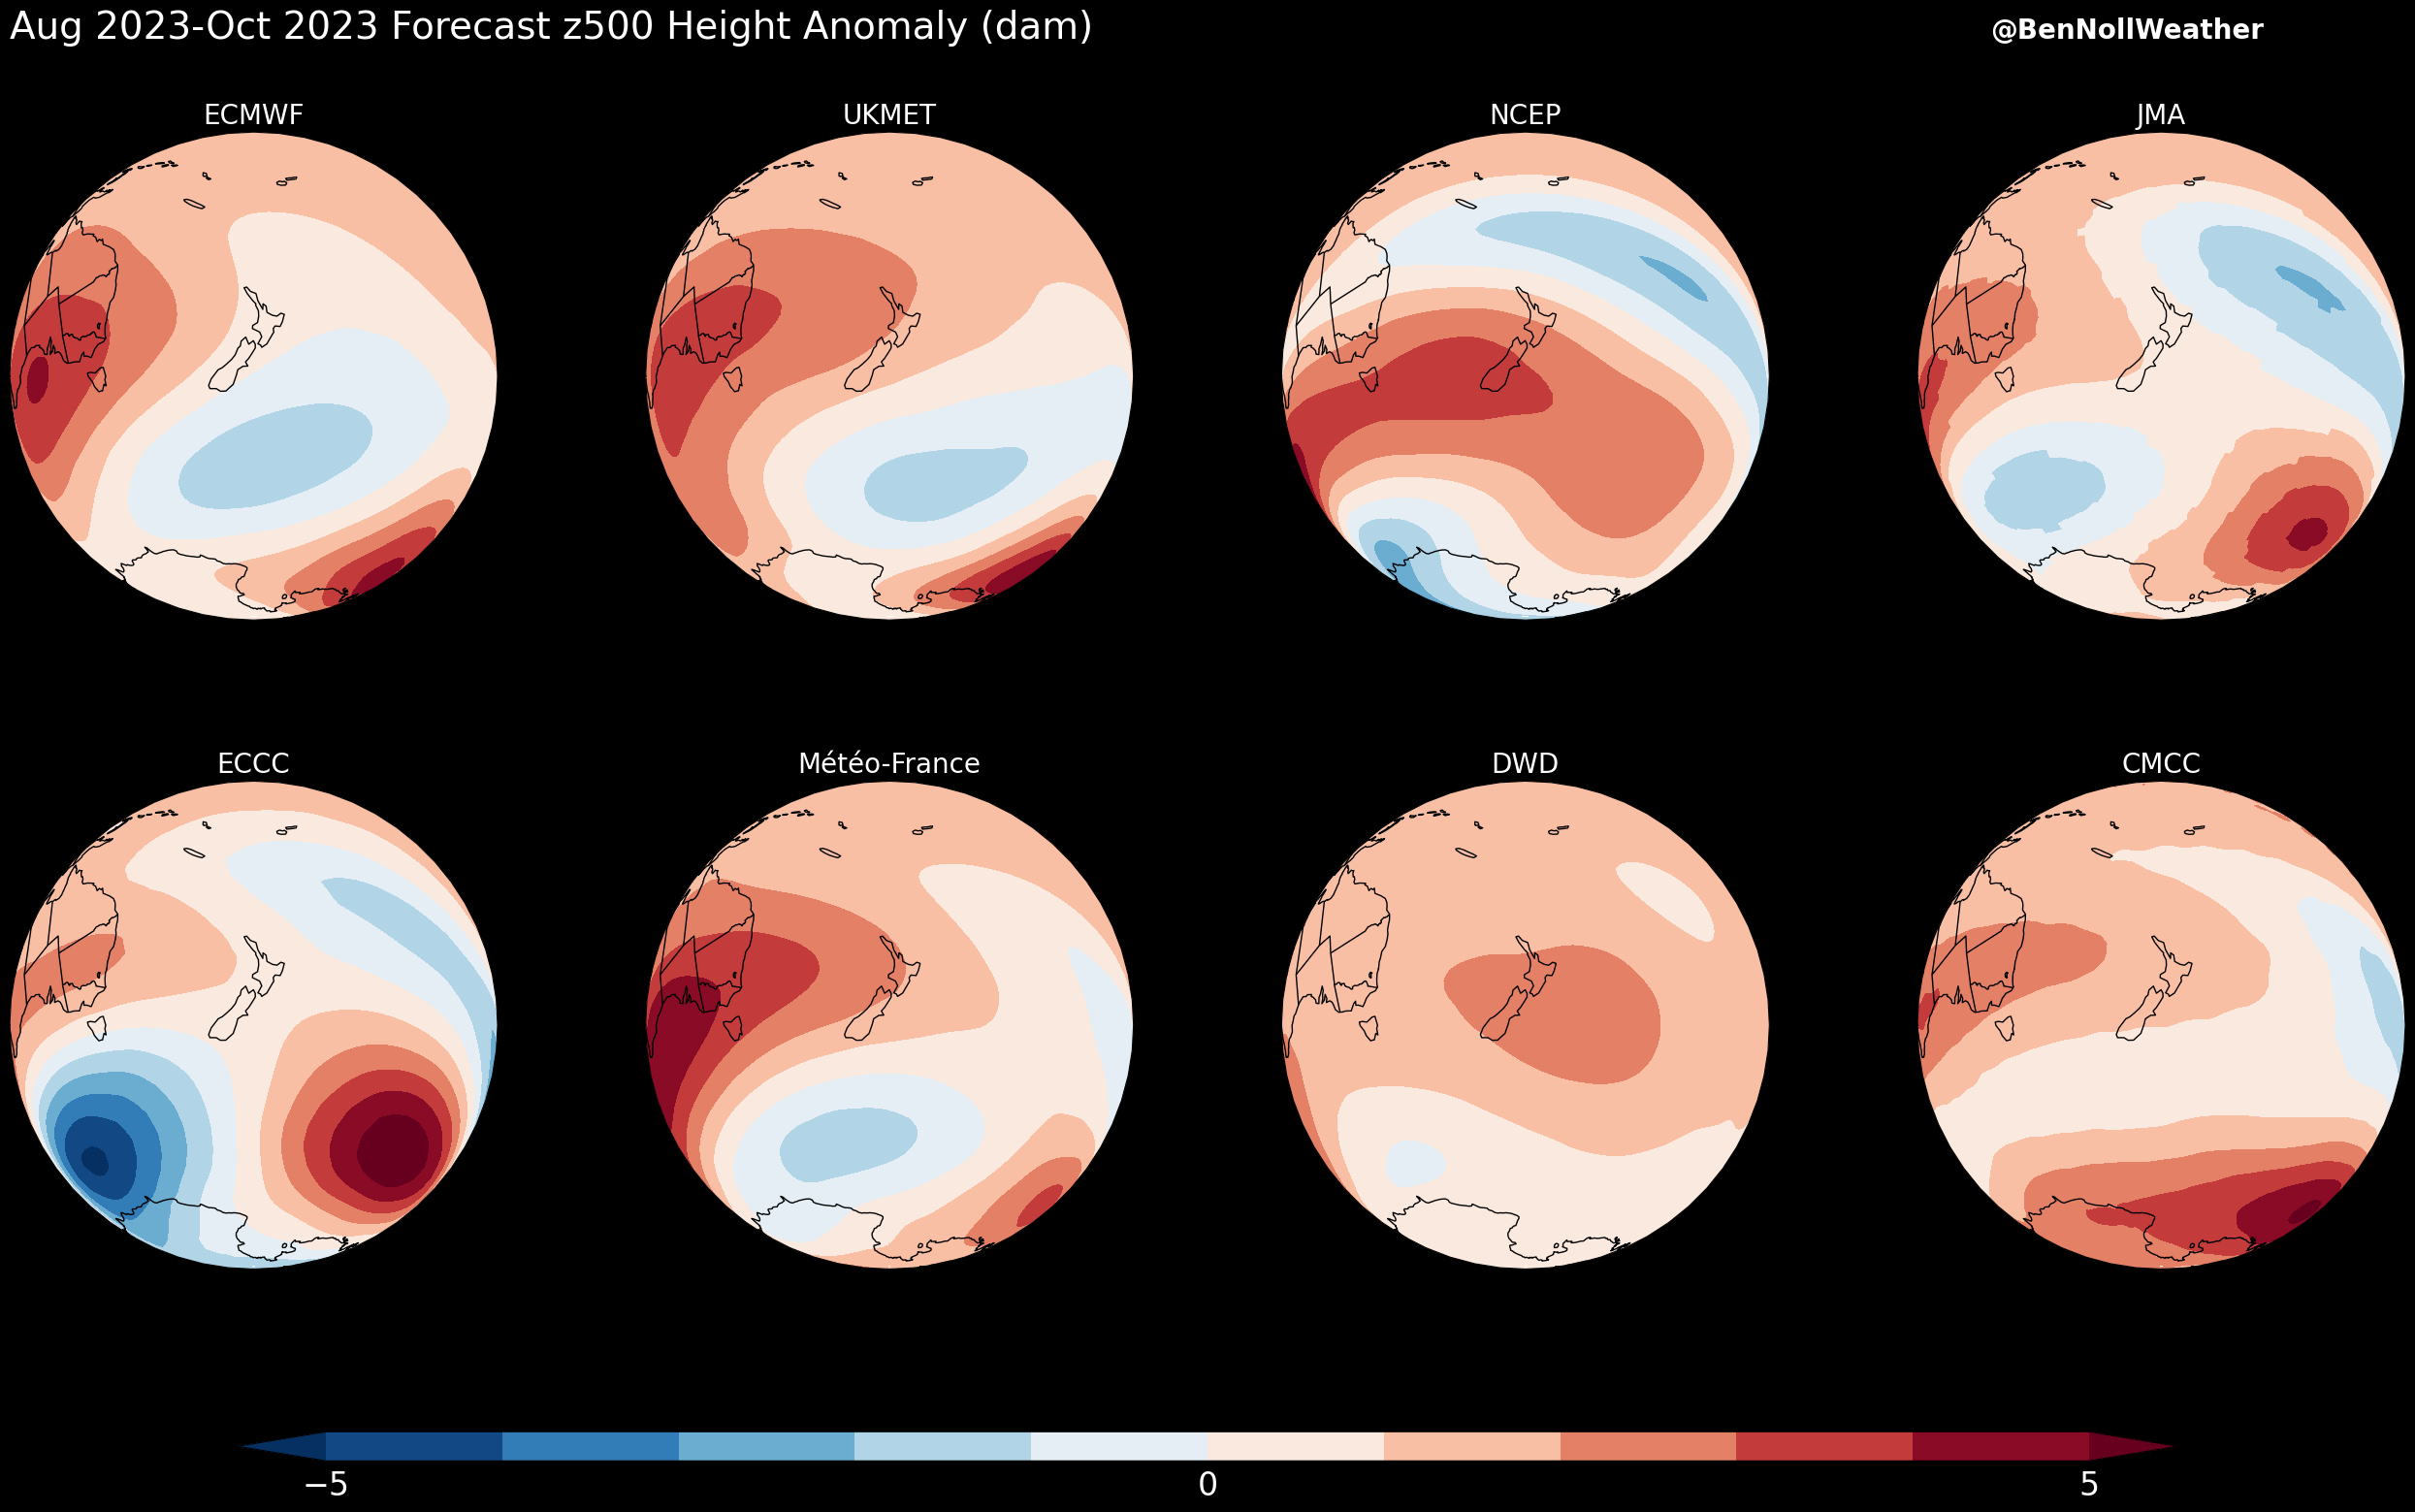 Aug 2023-Oct 2023 Forecast z500 Height Anomaly (dam)
@BenNollWeather
ECMWF
UKMET
NCEP
JMA
ECCC
Météo-France
DWD
CMCC
−5
0
5